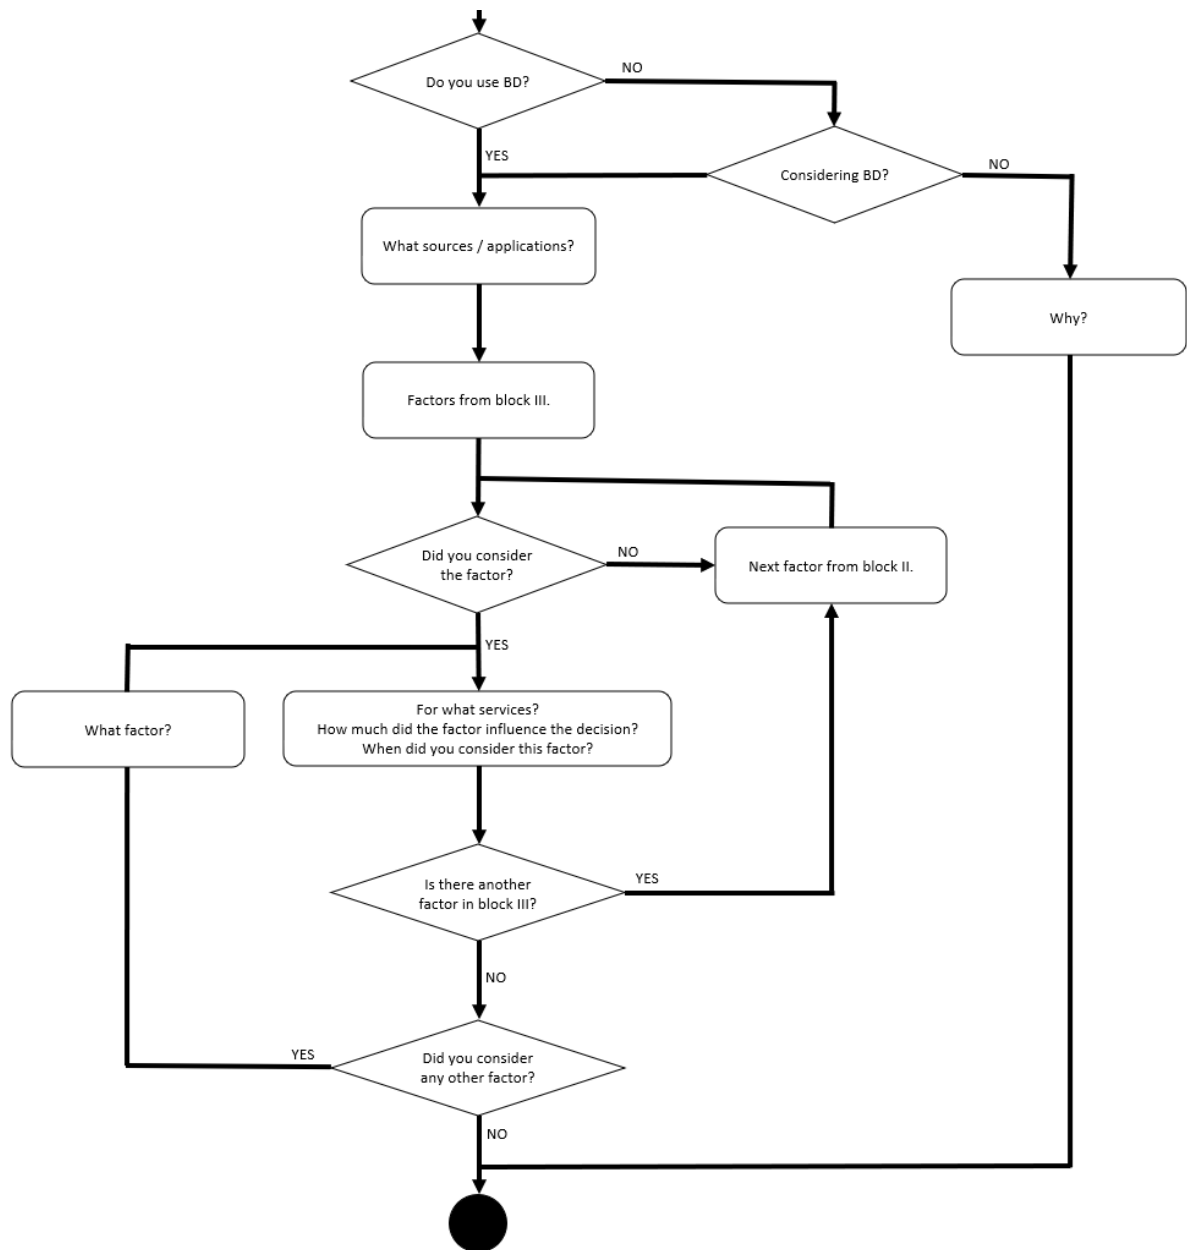 Do you use BD?
NO
YES
Considering BD?
NO
What sources / applications?
Why?
Factors from block III.
Did you consider
the factor?
NO
Next factor from block II.
YES
What factor?
For what services?
How much did the factor influence the decision?
When did you consider this factor?
Is there another
factor in block III?
YES
NO
Did you consider
any other factor?
YES
NO